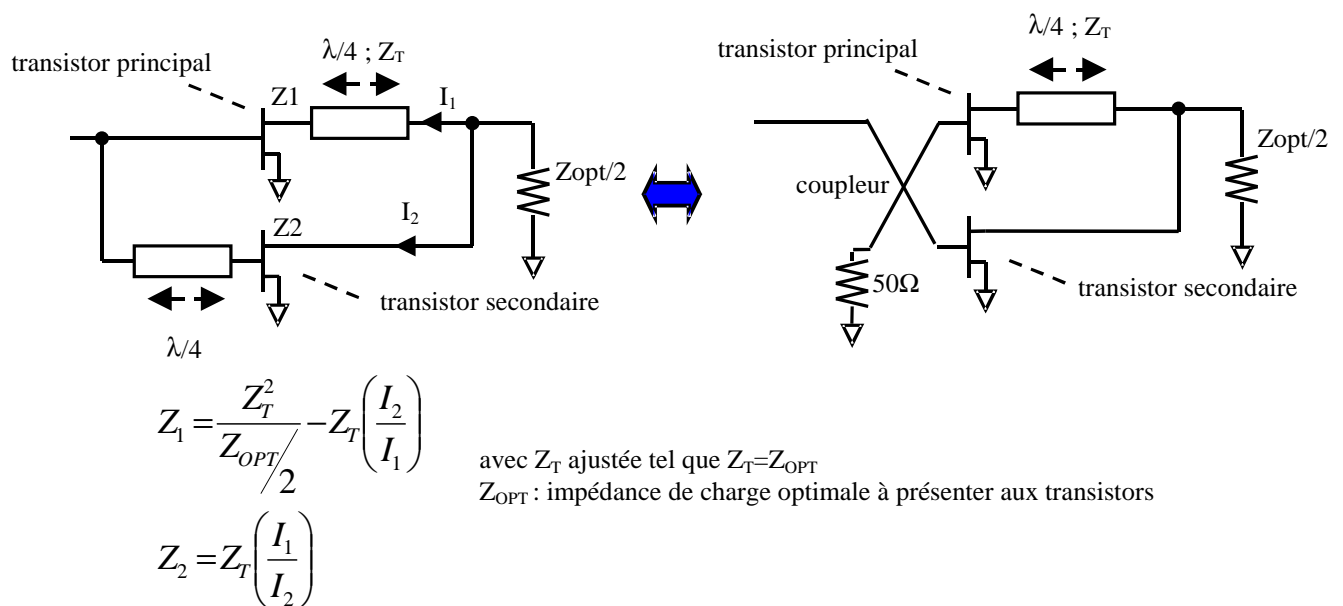 λ/4 ; Z_T
transistor principal
Z1
I_1
Zopt/2
Z2
I_2
transistor secondaire
λ/4
λ/4 ; Z_T
transistor principal
Zopt/2
coupleur
50Ω
transistor secondaire
Z_1 = Z_T^2 / (Z_OPT/2) − Z_T (I_2/I_1)
avec Z_T ajustée tel que Z_T=Z_OPT
Z_OPT : impédance de charge optimale à présenter aux transistors
Z_2 = Z_T (I_1/I_2)